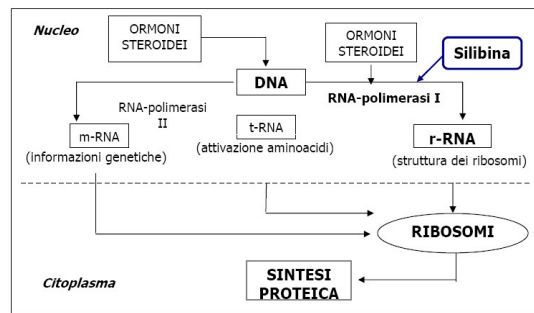 Nucleo
ORMONI
STEROIDEI
ORMONI
STEROIDEI
Silibina
DNA
RNA-polimerasi
II
RNA-polimerasi I
m-RNA
(informazioni genetiche)
t-RNA
(attivazione aminoacidi)
r-RNA
(struttura dei ribosomi)
RIBOSOMI
Citoplasma
SINTESI
PROTEICA